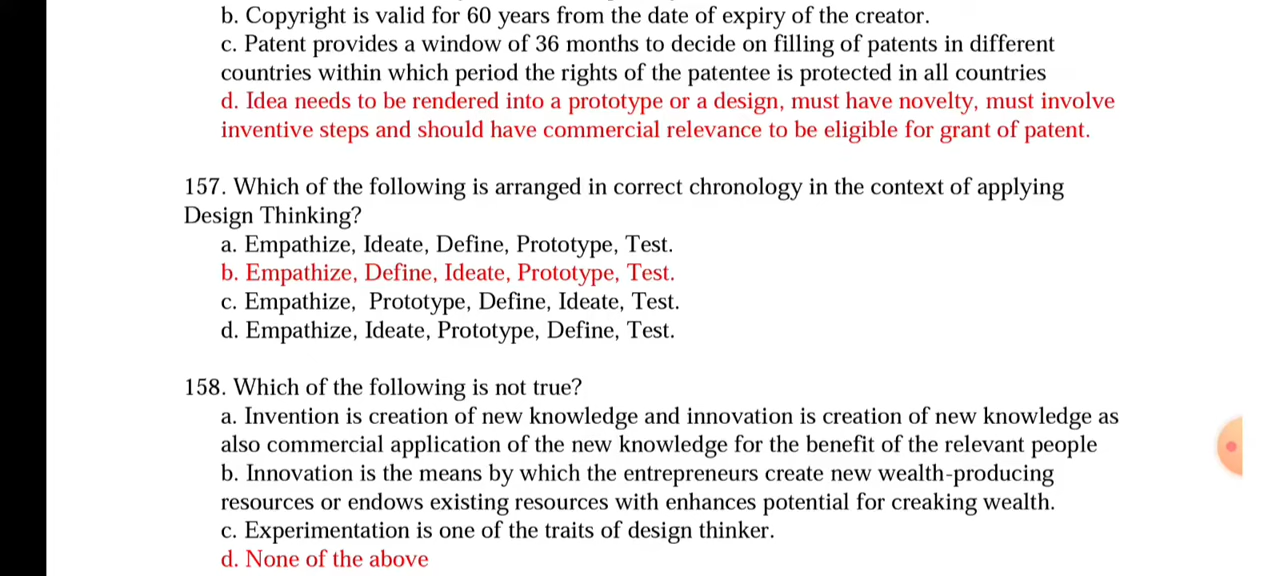 b. Copyright is valid for 60 years from the date of expiry of the creator.
c. Patent provides a window of 36 months to decide on filling of patents in different
countries within which period the rights of the patentee is protected in all countries
d. Idea needs to be rendered into a prototype or a design, must have novelty, must involve
inventive steps and should have commercial relevance to be eligible for grant of patent.
157. Which of the following is arranged in correct chronology in the context of applying
Design Thinking?
a. Empathize, Ideate, Define, Prototype, Test.
b. Empathize, Define, Ideate, Prototype, Test.
c. Empathize, Prototype, Define, Ideate, Test.
d. Empathize, Ideate, Prototype, Define, Test.
158. Which of the following is not true?
a. Invention is creation of new knowledge and innovation is creation of new knowledge as
also commercial application of the new knowledge for the benefit of the relevant people
b. Innovation is the means by which the entrepreneurs create new wealth-producing
resources or endows existing resources with enhances potential for creaking wealth.
c. Experimentation is one of the traits of design thinker.
d. None of the above